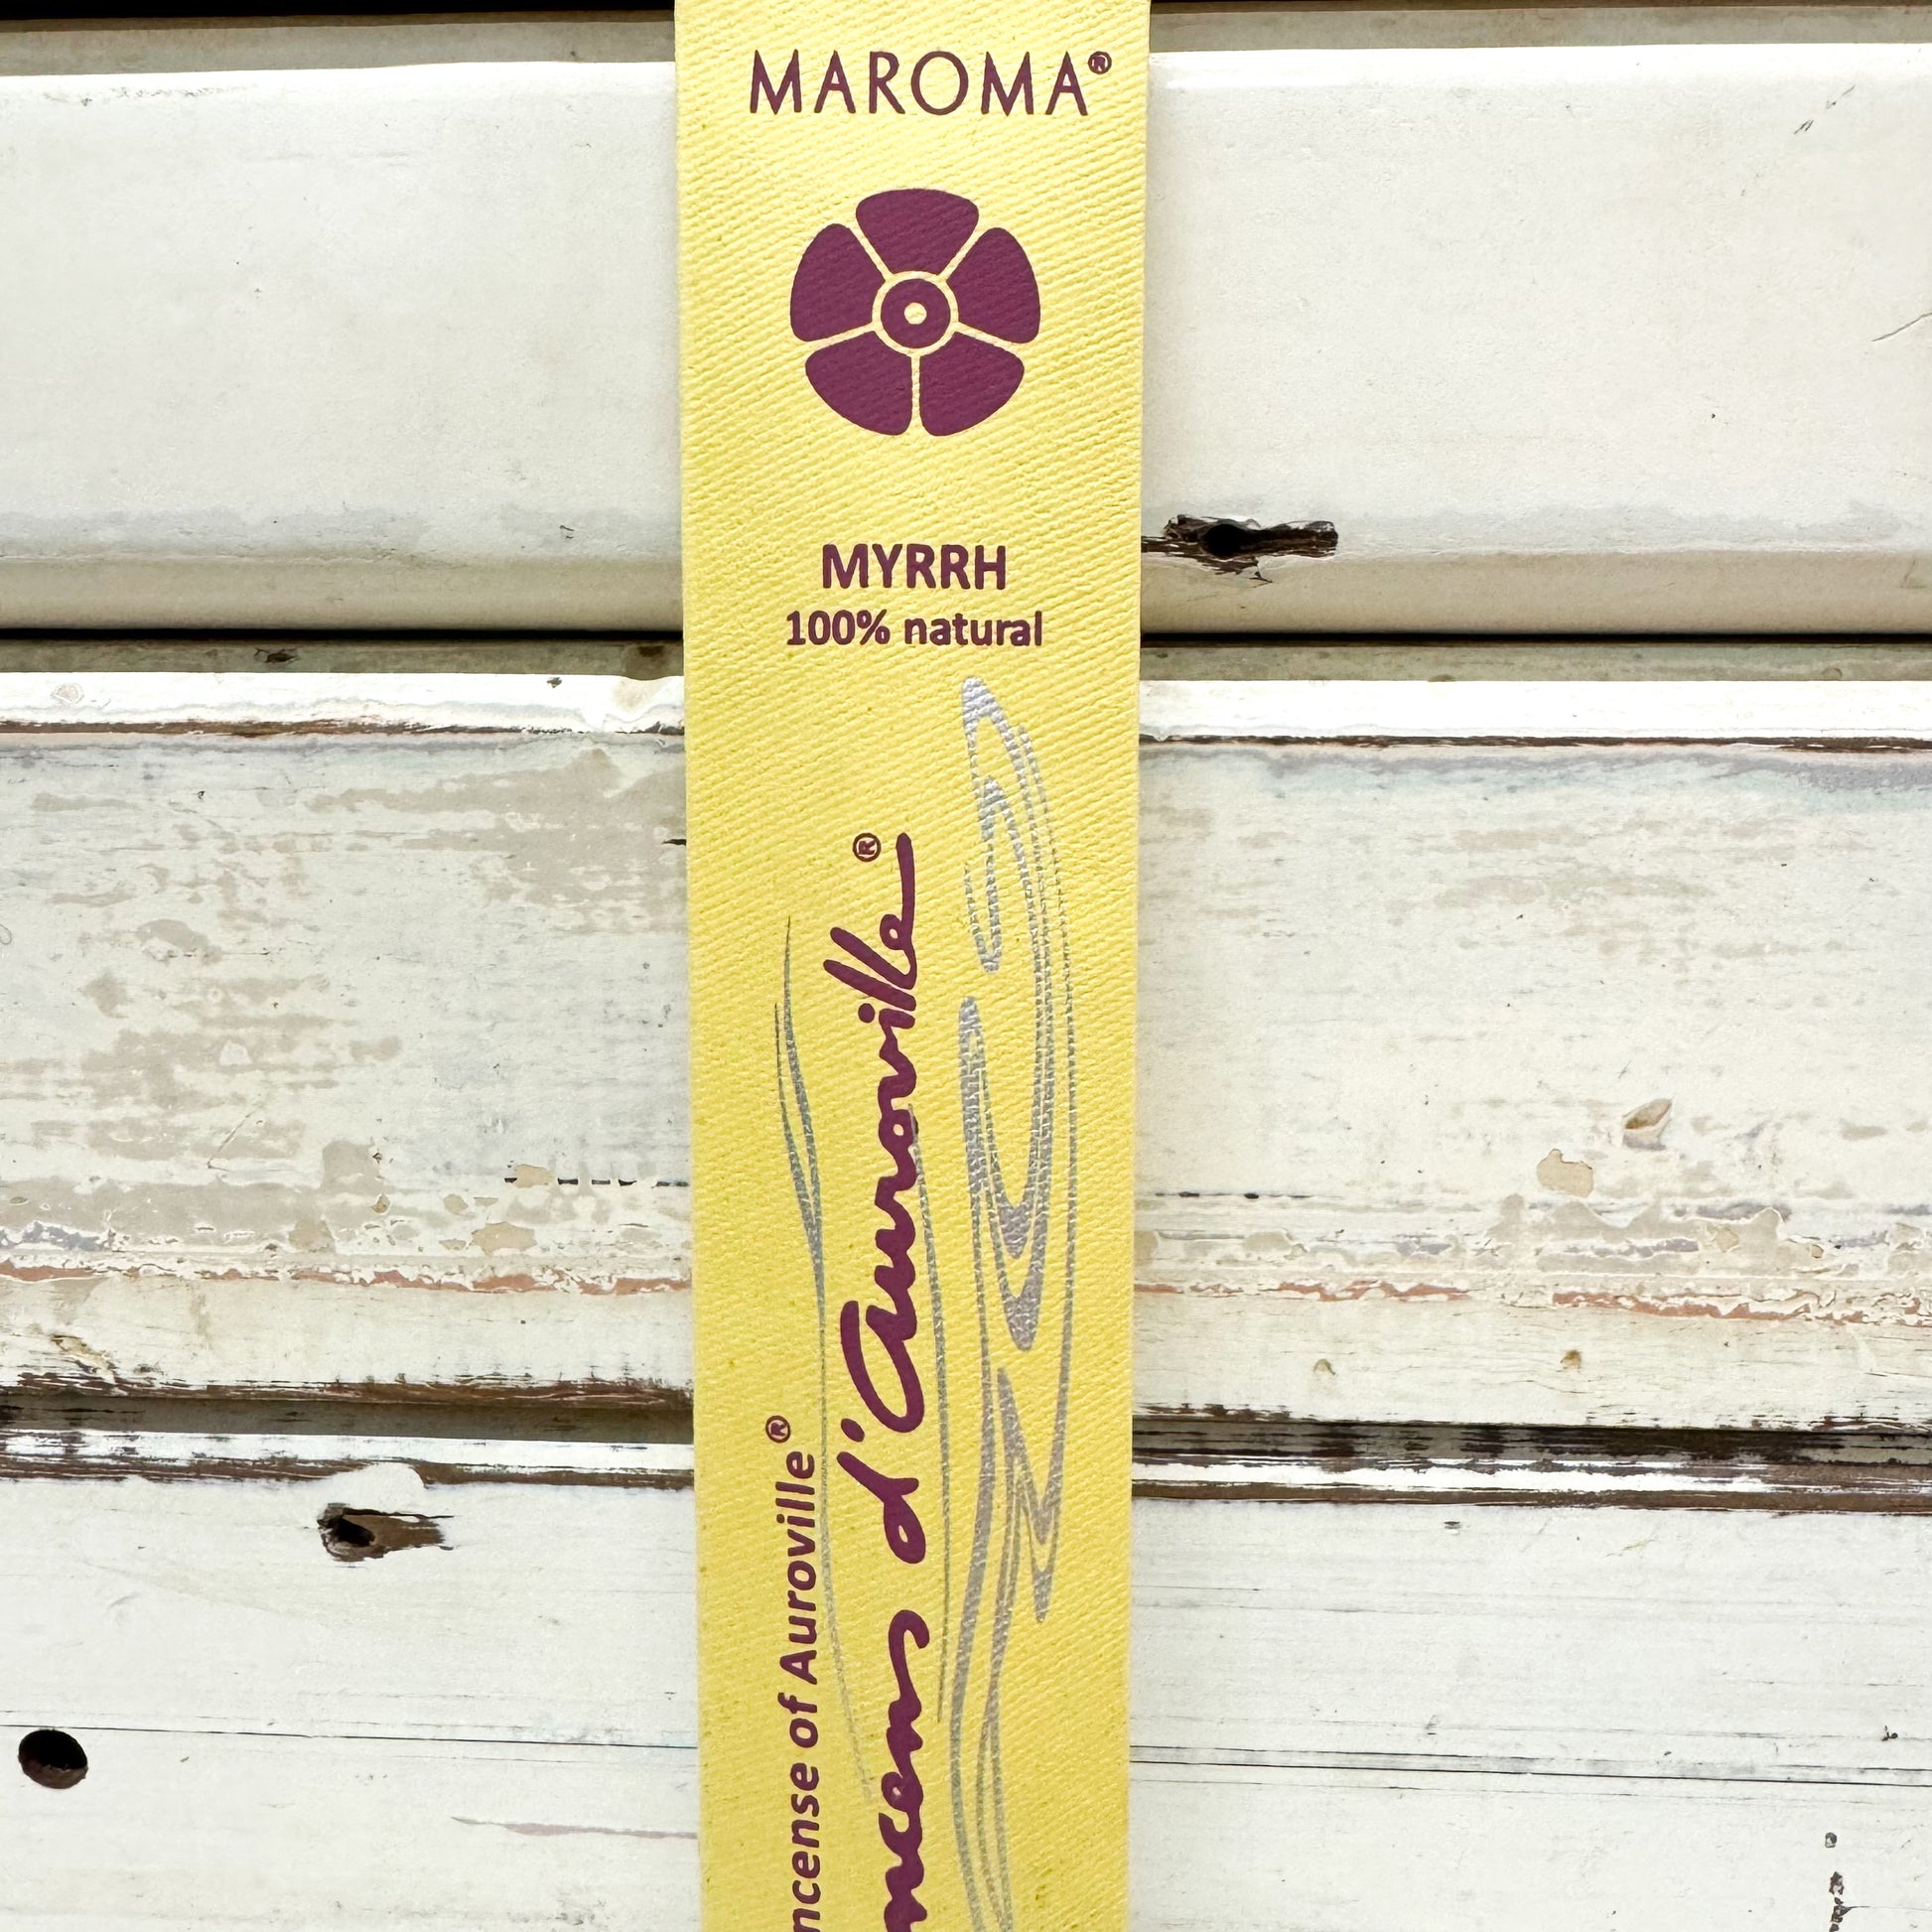 MAROMA®
MYRRH
100% natural
ncens d'Auroville®
ncense of Auroville®